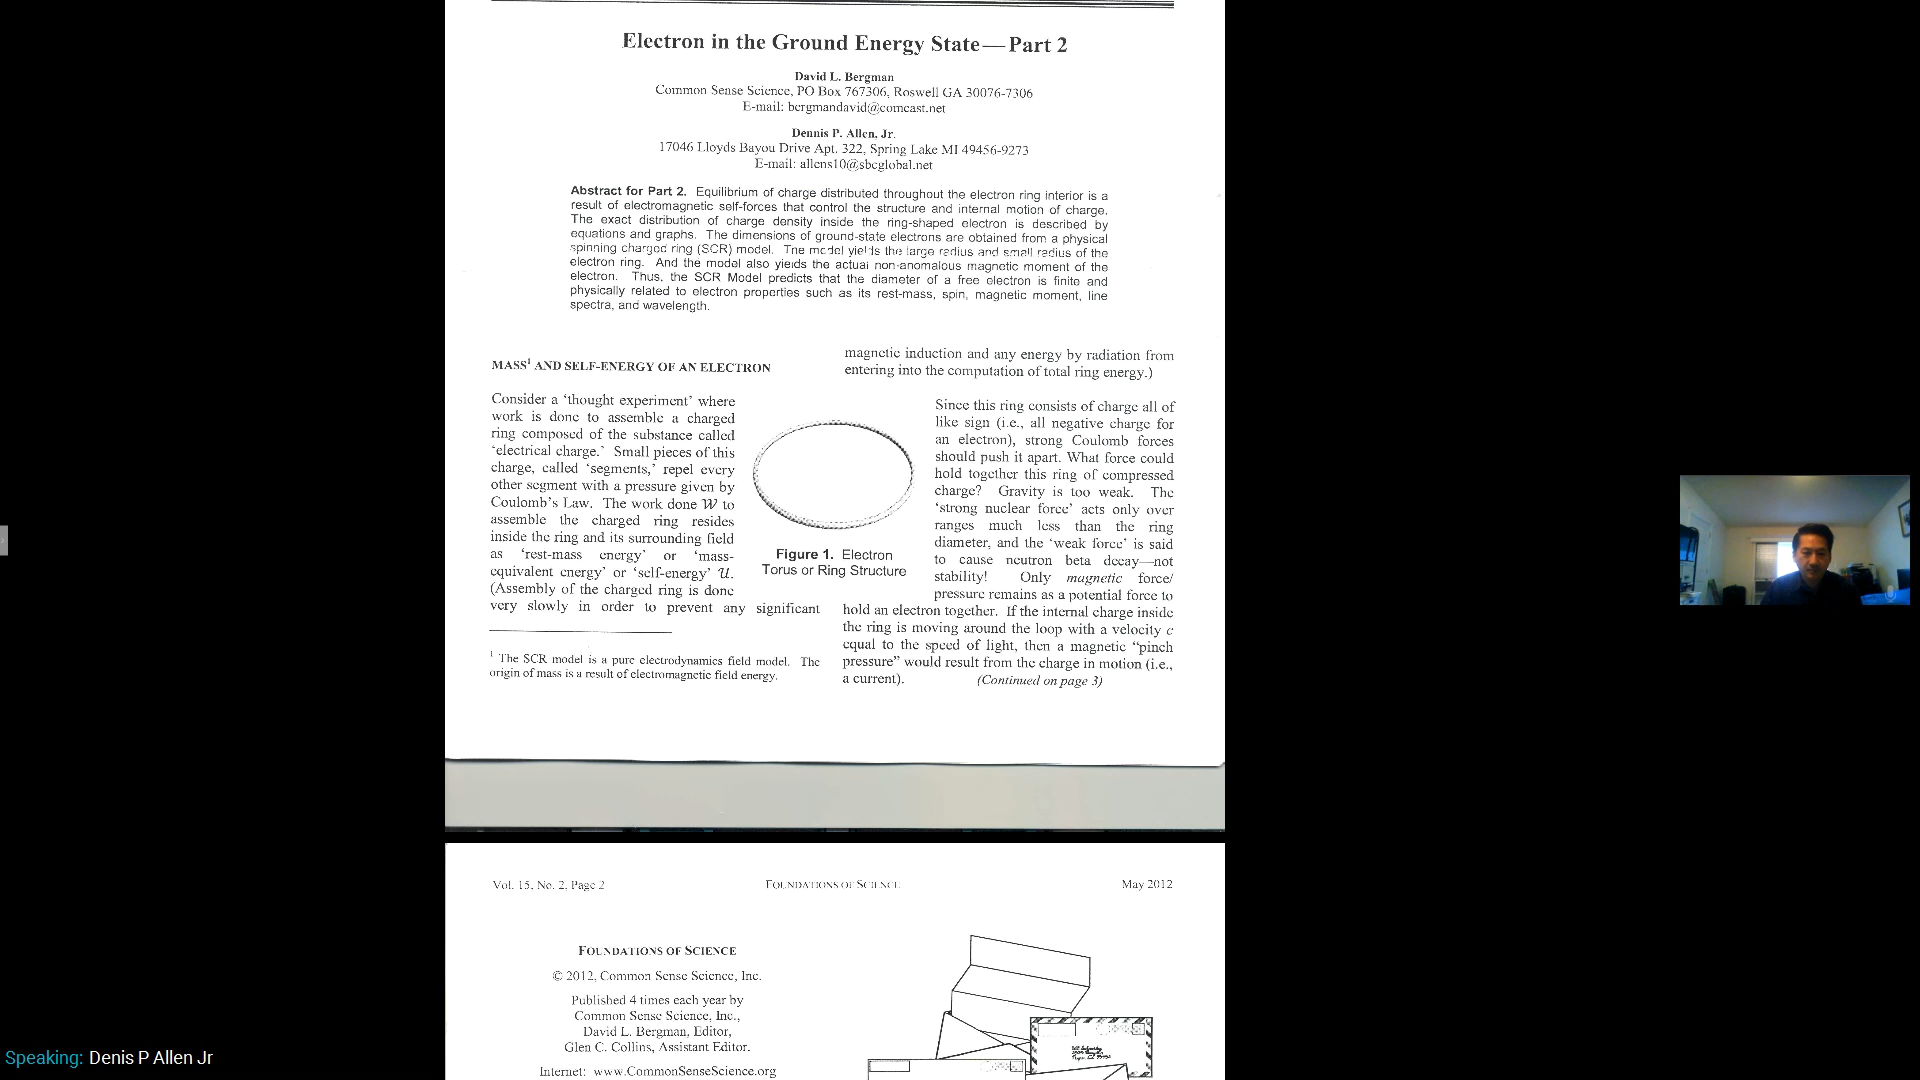 Electron in the Ground Energy State—Part 2
David L. Bergman
Common Sense Science, PO Box 767306, Roswell GA 30076-7306
E-mail: bergmandavid@comcast.net
Dennis P. Allen, Jr.
17046 Lloyds Bayou Drive Apt. 322, Spring Lake MI 49456-9273
E-mail: allens10@sbcglobal.net
Abstract for Part 2. Equilibrium of charge distributed throughout the electron ring interior is a
result of electromagnetic self-forces that control the structure and internal motion of charge.
The exact distribution of charge density inside the ring-shaped electron is described by
equations and graphs. The dimensions of ground-state electrons are obtained from a physical
spinning charged ring (SCR) model. The model yields the large radius and small radius of the
electron ring. And the model also yields the actual non-anomalous magnetic moment of the
electron. Thus, the SCR Model predicts that the diameter of a free electron is finite and
physically related to electron properties such as its rest-mass, spin, magnetic moment, line
spectra, and wavelength.
MASS1 AND SELF-ENERGY OF AN ELECTRON
Consider a ‘thought experiment’ where
work is done to assemble a charged
ring composed of the substance called
‘electrical charge.’ Small pieces of this
charge, called ‘segments,’ repel every
other segment with a pressure given by
Coulomb’s Law. The work done W to
assemble the charged ring resides
inside the ring and its surrounding field
as ‘rest-mass energy’ or ‘mass-
equivalent energy’ or ‘self-energy’ U.
(Assembly of the charged ring is done
very slowly in order to prevent any significant
1 The SCR model is a pure electrodynamics field model. The
origin of mass is a result of electromagnetic field energy.
Figure 1. Electron
Torus or Ring Structure
magnetic induction and any energy by radiation from
entering into the computation of total ring energy.)
Since this ring consists of charge all of
like sign (i.e., all negative charge for
an electron), strong Coulomb forces
should push it apart. What force could
hold together this ring of compressed
charge? Gravity is too weak. The
‘strong nuclear force’ acts only over
ranges much less than the ring
diameter, and the ‘weak force’ is said
to cause neutron beta decay—not
stability! Only magnetic force/
pressure remains as a potential force to
hold an electron together. If the internal charge inside
the ring is moving around the loop with a velocity c
equal to the speed of light, then a magnetic “pinch
pressure” would result from the charge in motion (i.e.,
a current). (Continued on page 3)
Vol. 15, No. 2, Page 2 FOUNDATIONS OF SCIENCE May 2012
FOUNDATIONS OF SCIENCE
© 2012, Common Sense Science, Inc.
Published 4 times each year by
Common Sense Science, Inc.,
David L. Bergman, Editor,
Glen C. Collins, Assistant Editor.
Internet: www.CommonSenseScience.org
Speaking: Denis P Allen Jr